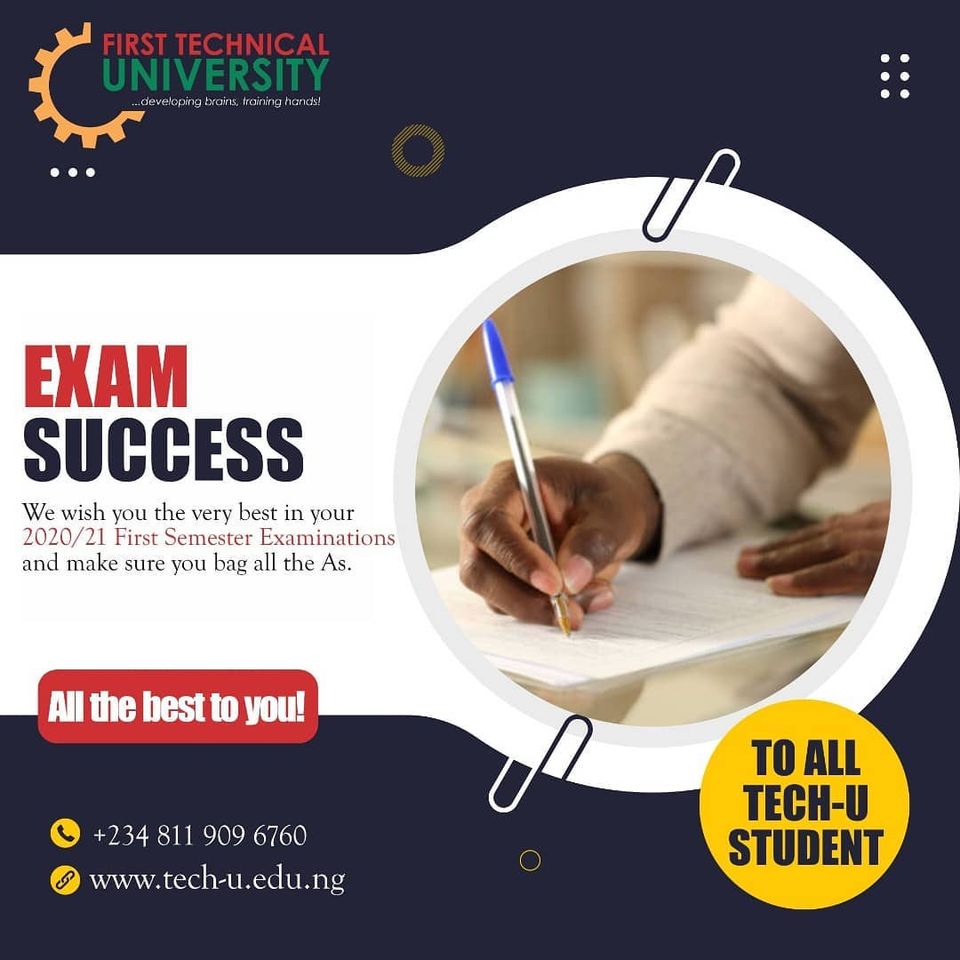 FIRST TECHNICAL
UNIVERSITY
...developing brains, training hands!
EXAM
SUCCESS
We wish you the very best in your
2020/21 First Semester Examinations
and make sure you bag all the As.
All the best to you!
TO ALL
TECH-U
STUDENT
+234 811 909 6760
www.tech-u.edu.ng